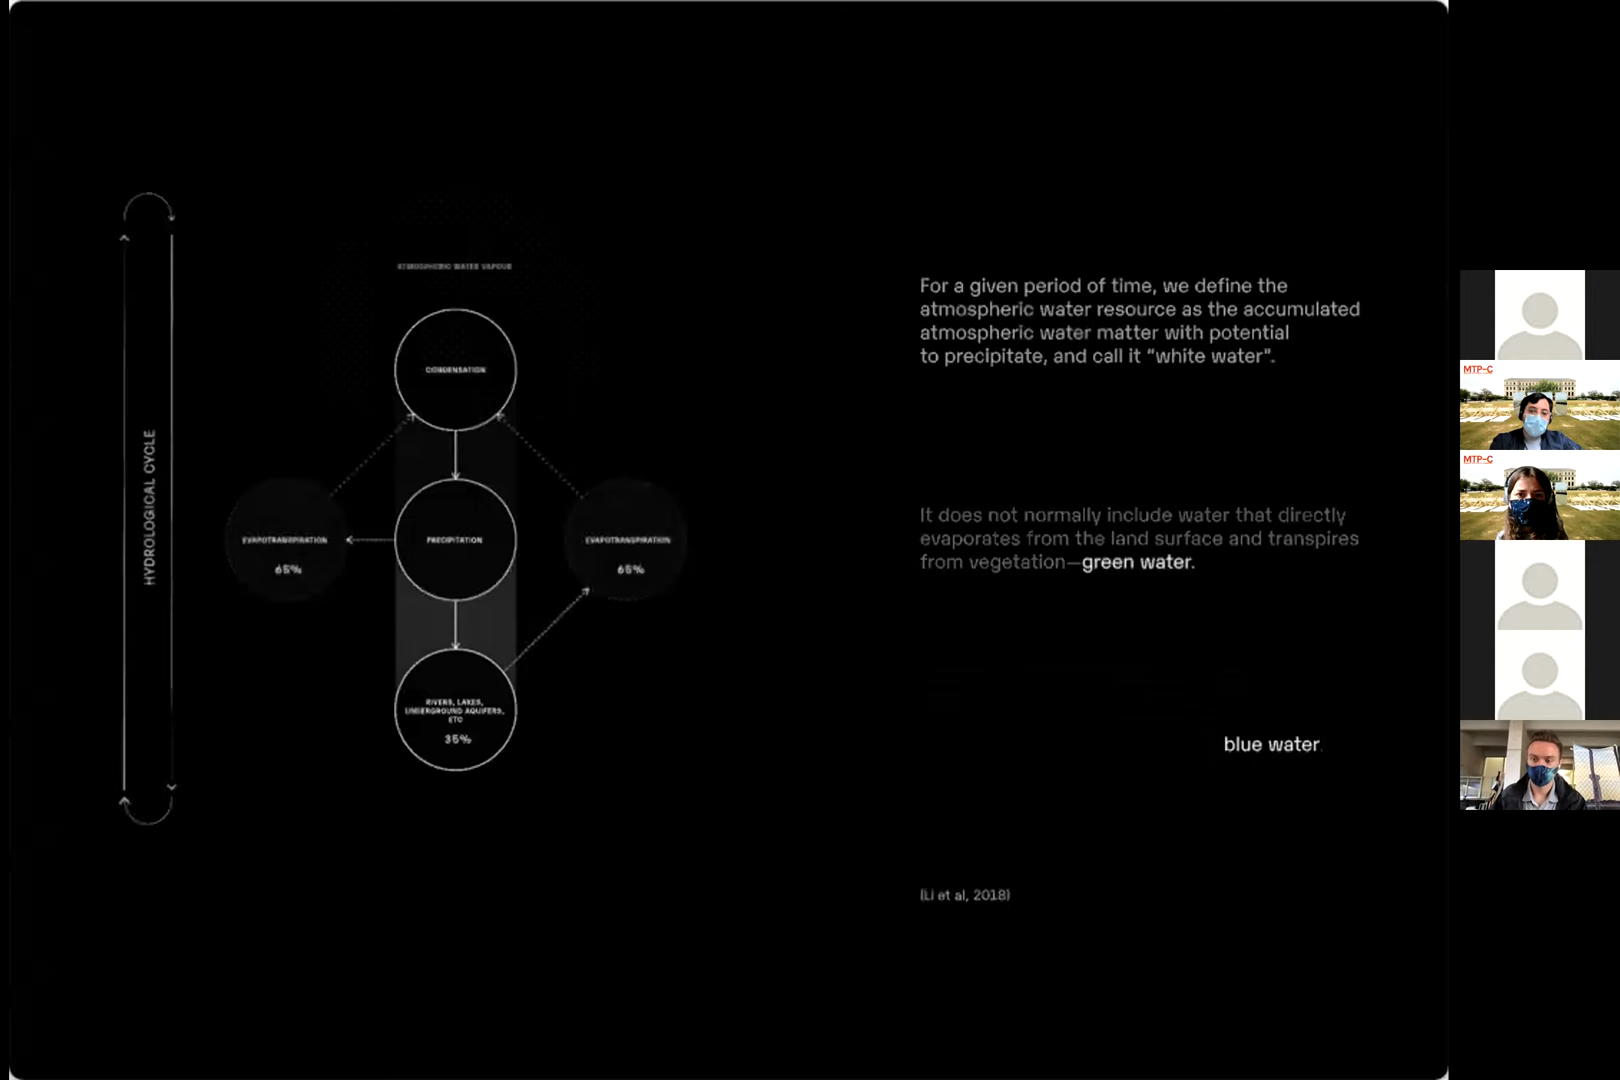 HYDROLOGICAL CYCLE
ATMOSPHERIC WATER VAPOUR
CONDENSATION
EVAPOTRANSPIRATION
65%
PRECIPITATION
EVAPOTRANSPIRATION
65%
RIVERS, LAKES,
UNDERGROUND AQUIFERS,
ETC
35%
For a given period of time, we define the
atmospheric water resource as the accumulated
atmospheric water matter with potential
to precipitate, and call it “white water”.
It does not normally include water that directly
evaporates from the land surface and transpires
from vegetation—green water.
blue water.
(Li et al, 2018)
MTP-C
MTP-C